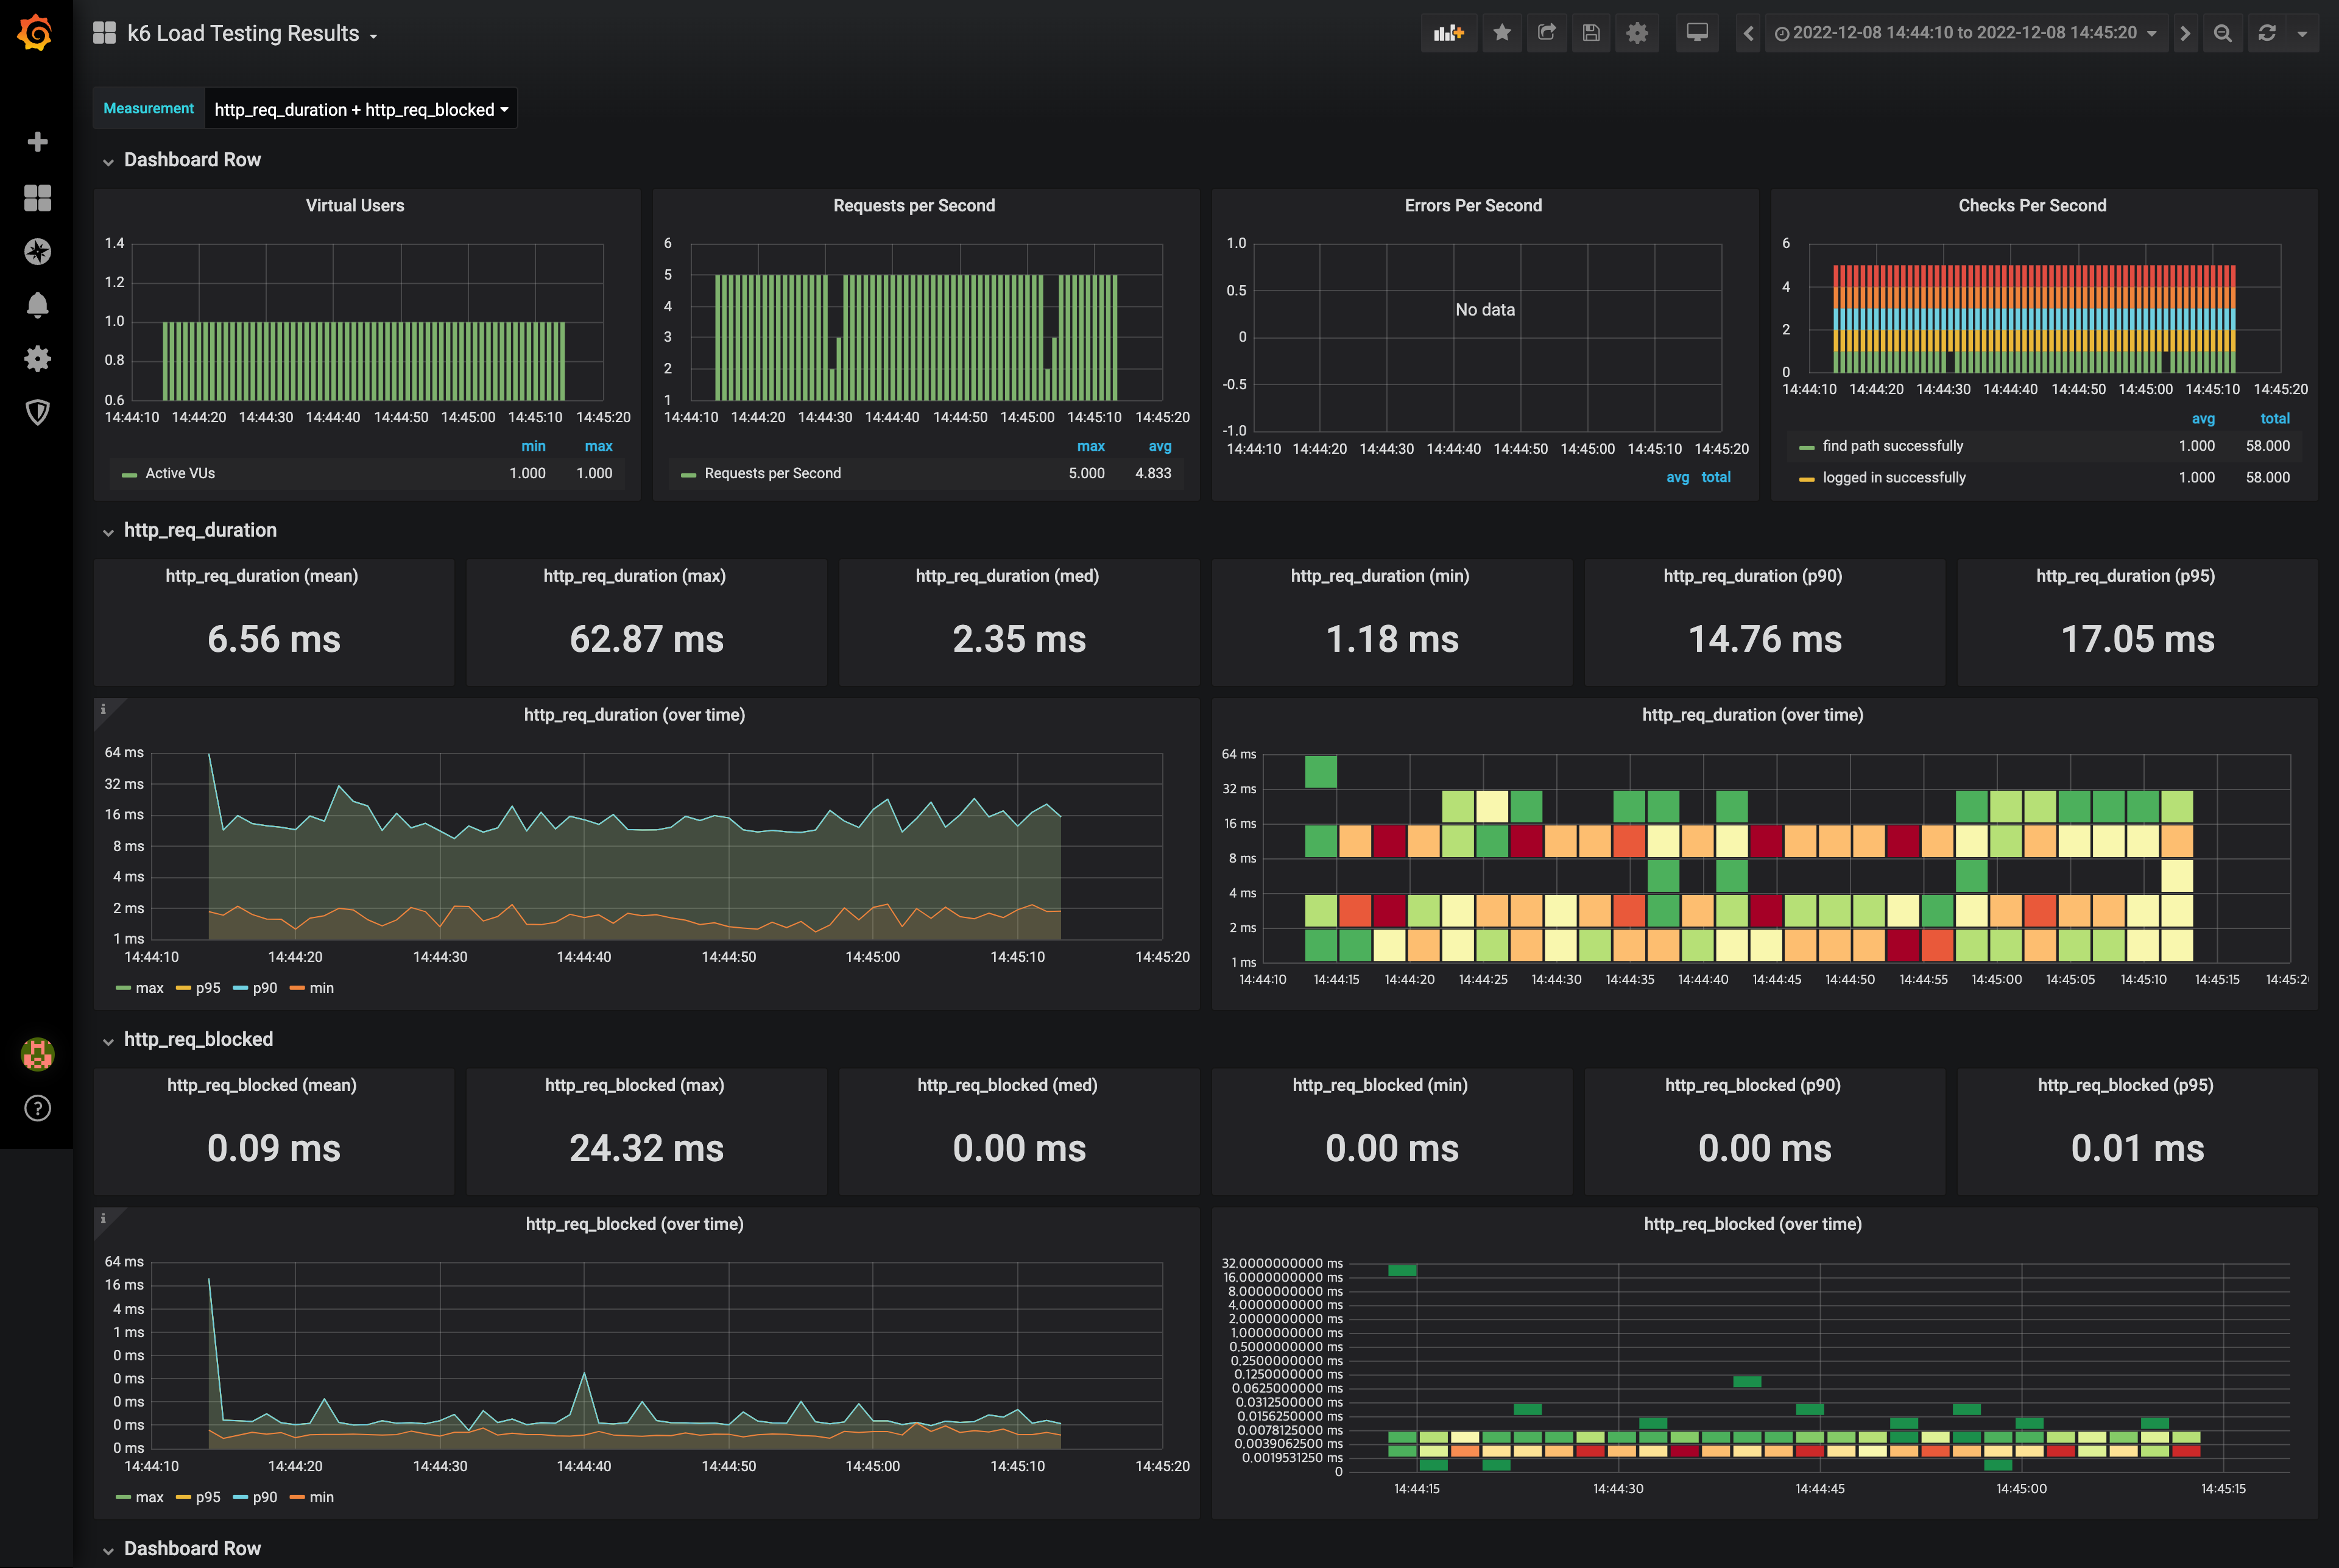 k6 Load Testing Results
2022-12-08 14:44:10 to 2022-12-08 14:45:20
Measurement http_req_duration + http_req_blocked
Dashboard Row
Virtual Users
1.4
1.2
1.0
0.8
0.6
14:44:10 14:44:20 14:44:30 14:44:40 14:44:50 14:45:00 14:45:10 14:45:20
min max
Active VUs 1.000 1.000
Requests per Second
6
5
4
3
2
1
14:44:10 14:44:20 14:44:30 14:44:40 14:44:50 14:45:00 14:45:10 14:45:20
max avg
Requests per Second 5.000 4.833
Errors Per Second
1.0
0.5
0
-0.5
-1.0
No data
14:44:10 14:44:20 14:44:30 14:44:40 14:44:50 14:45:00 14:45:10 14:45:20
avg total
Checks Per Second
6
4
2
0
14:44:10 14:44:20 14:44:30 14:44:40 14:44:50 14:45:00 14:45:10 14:45:20
avg total
find path successfully 1.000 58.000
logged in successfully 1.000 58.000
http_req_duration
http_req_duration (mean)
6.56 ms
http_req_duration (max)
62.87 ms
http_req_duration (med)
2.35 ms
http_req_duration (min)
1.18 ms
http_req_duration (p90)
14.76 ms
http_req_duration (p95)
17.05 ms
http_req_duration (over time)
64 ms
32 ms
16 ms
8 ms
4 ms
2 ms
1 ms
14:44:10 14:44:20 14:44:30 14:44:40 14:44:50 14:45:00 14:45:10 14:45:20
max p95 p90 min
http_req_duration (over time)
64 ms
32 ms
16 ms
8 ms
4 ms
2 ms
1 ms
14:44:10 14:44:15 14:44:20 14:44:25 14:44:30 14:44:35 14:44:40 14:44:45 14:44:50 14:44:55 14:45:00 14:45:05 14:45:10 14:45:15 14:45:2
http_req_blocked
http_req_blocked (mean)
0.09 ms
http_req_blocked (max)
24.32 ms
http_req_blocked (med)
0.00 ms
http_req_blocked (min)
0.00 ms
http_req_blocked (p90)
0.00 ms
http_req_blocked (p95)
0.01 ms
http_req_blocked (over time)
64 ms
16 ms
4 ms
1 ms
0 ms
0 ms
0 ms
0 ms
0 ms
14:44:10 14:44:20 14:44:30 14:44:40 14:44:50 14:45:00 14:45:10 14:45:20
max p95 p90 min
http_req_blocked (over time)
32.0000000000 ms
16.0000000000 ms
8.0000000000 ms
4.0000000000 ms
2.0000000000 ms
1.0000000000 ms
0.5000000000 ms
0.2500000000 ms
0.1250000000 ms
0.0625000000 ms
0.0312500000 ms
0.0156250000 ms
0.0078125000 ms
0.0039062500 ms
0.0019531250 ms
0
14:44:15 14:44:30 14:44:45 14:45:00 14:45:15
Dashboard Row